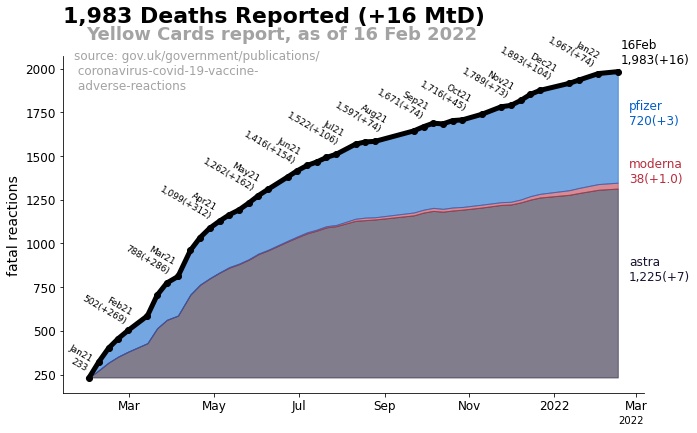 1,983 Deaths Reported (+16 MtD)
Yellow Cards report, as of 16 Feb 2022
source: gov.uk/government/publications/
coronavirus-covid-19-vaccine-
adverse-reactions
fatal reactions
2000
1750
1500
1250
1000
750
500
250
Jan21
233
Feb21
502(+269)
Mar21
788(+286)
Apr21
1,099(+312)
May21
1,262(+162)
Jun21
1,416(+154)
Jul21
1,522(+106)
Aug21
1,597(+74)
Sep21
1,671(+74)
Oct21
1,716(+45)
Nov21
1,789(+73)
Dec21
1,893(+104)
Jan22
1,967(+74)
16Feb
1,983(+16)
pfizer
720(+3)
moderna
38(+1.0)
astra
1,225(+7)
Mar
May
Jul
Sep
Nov
2022
Mar
2022